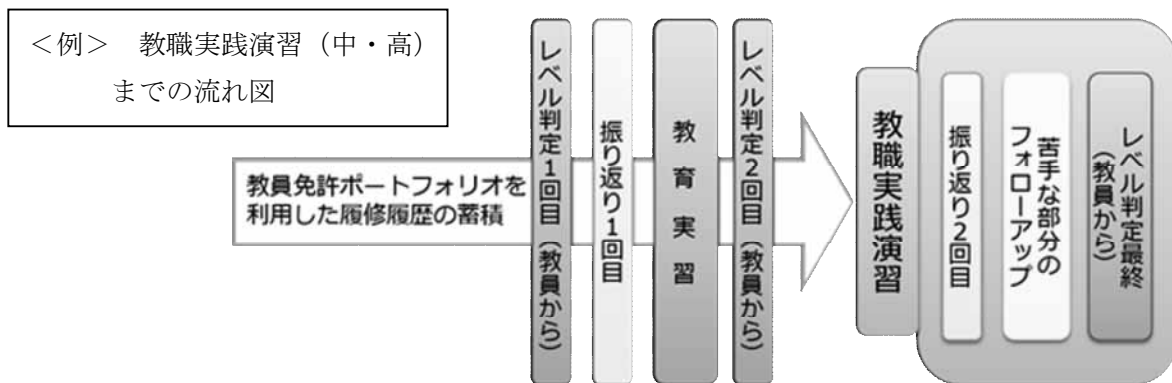 ＜例＞　教職実践演習（中・高）
までの流れ図
教員免許ポートフォリオを
利用した履修履歴の蓄積
レベル判定1回目（教員から）
振り返り1回目
教育実習
レベル判定2回目（教員から）
教職実践演習
振り返り2回目
苦手な部分の
フォローアップ
レベル判定最終
（教員から）